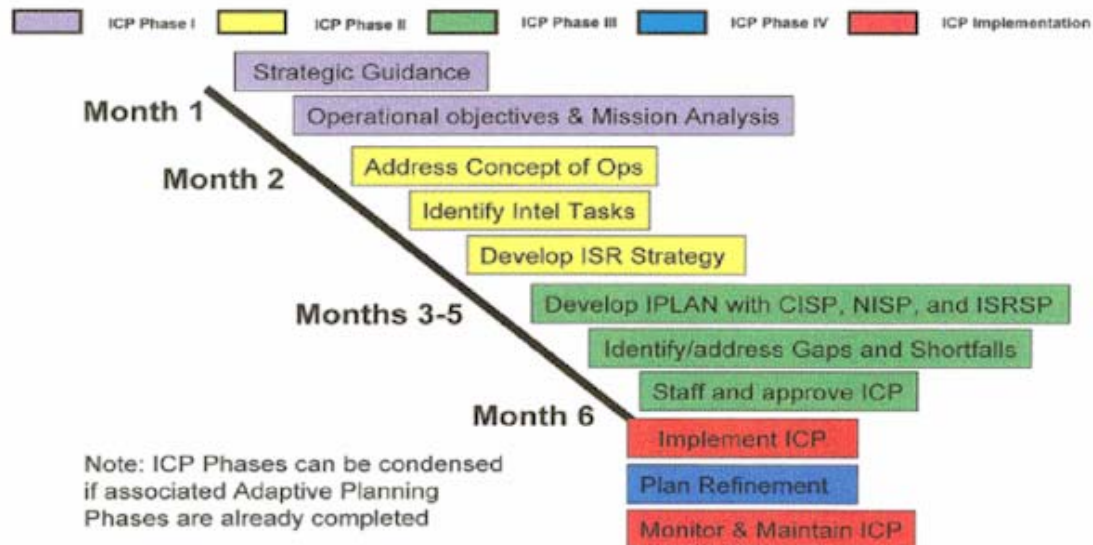 ICP Phase I
ICP Phase II
ICP Phase III
ICP Phase IV
ICP Implementation
Strategic Guidance
Month 1
Operational objectives & Mission Analysis
Month 2
Address Concept of Ops
Identify Intel Tasks
Develop ISR Strategy
Months 3-5
Develop IPLAN with CISP, NISP, and ISRSP
Identify/address Gaps and Shortfalls
Staff and approve ICP
Month 6
Implement ICP
Plan Refinement
Monitor & Maintain ICP
Note: ICP Phases can be condensed
if associated Adaptive Planning
Phases are already completed